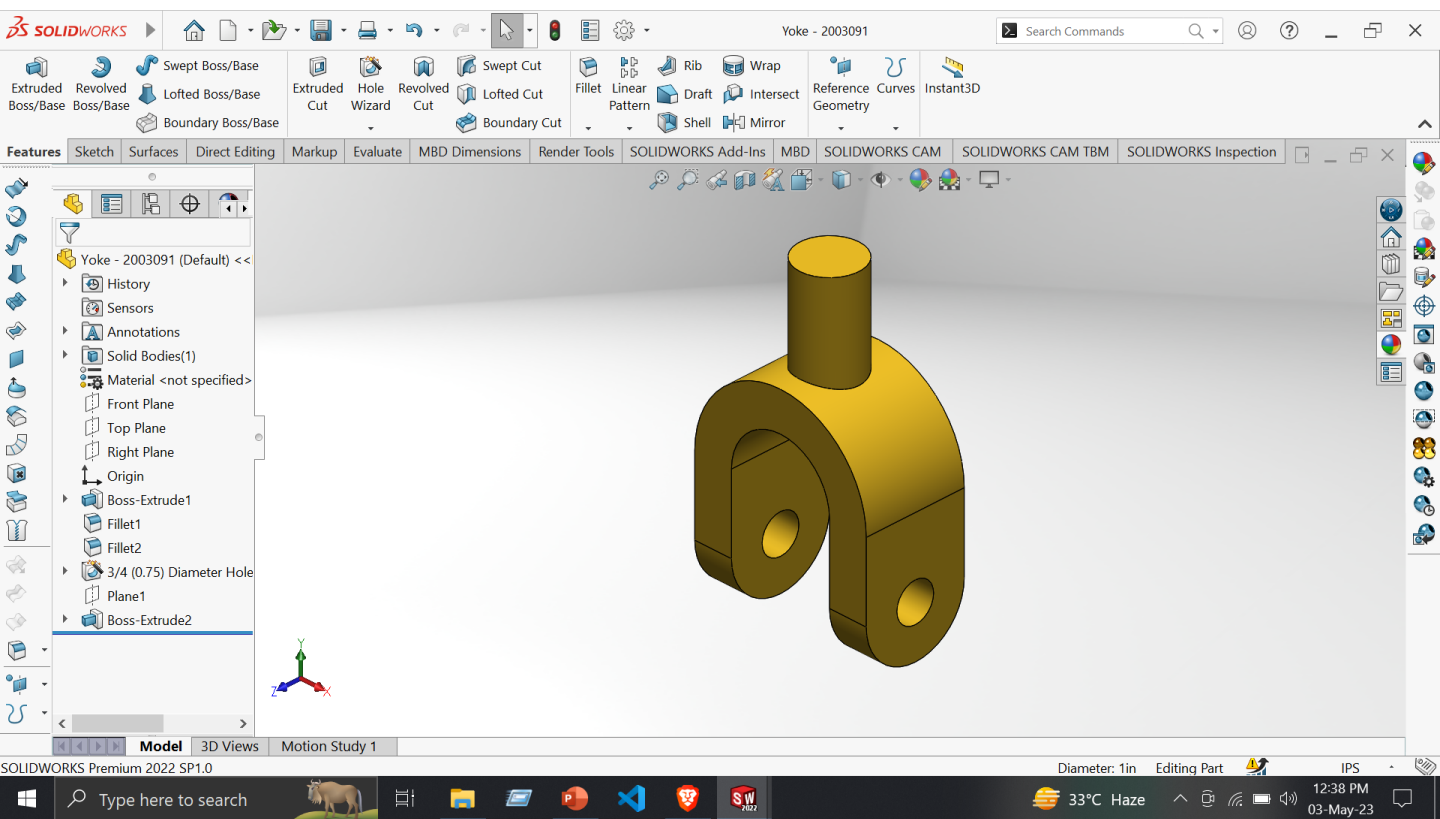 SOLIDWORKS
Yoke - 2003091
Search Commands
Extruded Boss/Base
Revolved Boss/Base
Swept Boss/Base
Lofted Boss/Base
Boundary Boss/Base
Extruded Cut
Hole Wizard
Revolved Cut
Swept Cut
Lofted Cut
Boundary Cut
Fillet
Linear Pattern
Rib
Draft
Shell
Wrap
Intersect
Mirror
Reference Geometry
Curves
Instant3D
Features
Sketch
Surfaces
Direct Editing
Markup
Evaluate
MBD Dimensions
Render Tools
SOLIDWORKS Add-Ins
MBD
SOLIDWORKS CAM
SOLIDWORKS CAM TBM
SOLIDWORKS Inspection
Yoke - 2003091 (Default) <<
History
Sensors
Annotations
Solid Bodies(1)
Material <not specified>
Front Plane
Top Plane
Right Plane
Origin
Boss-Extrude1
Fillet1
Fillet2
3/4 (0.75) Diameter Hole
Plane1
Boss-Extrude2
Y
Z
X
Model
3D Views
Motion Study 1
SOLIDWORKS Premium 2022 SP1.0
Diameter: 1in
Editing Part
IPS
Type here to search
SW
2022
33°C Haze
12:38 PM
03-May-23